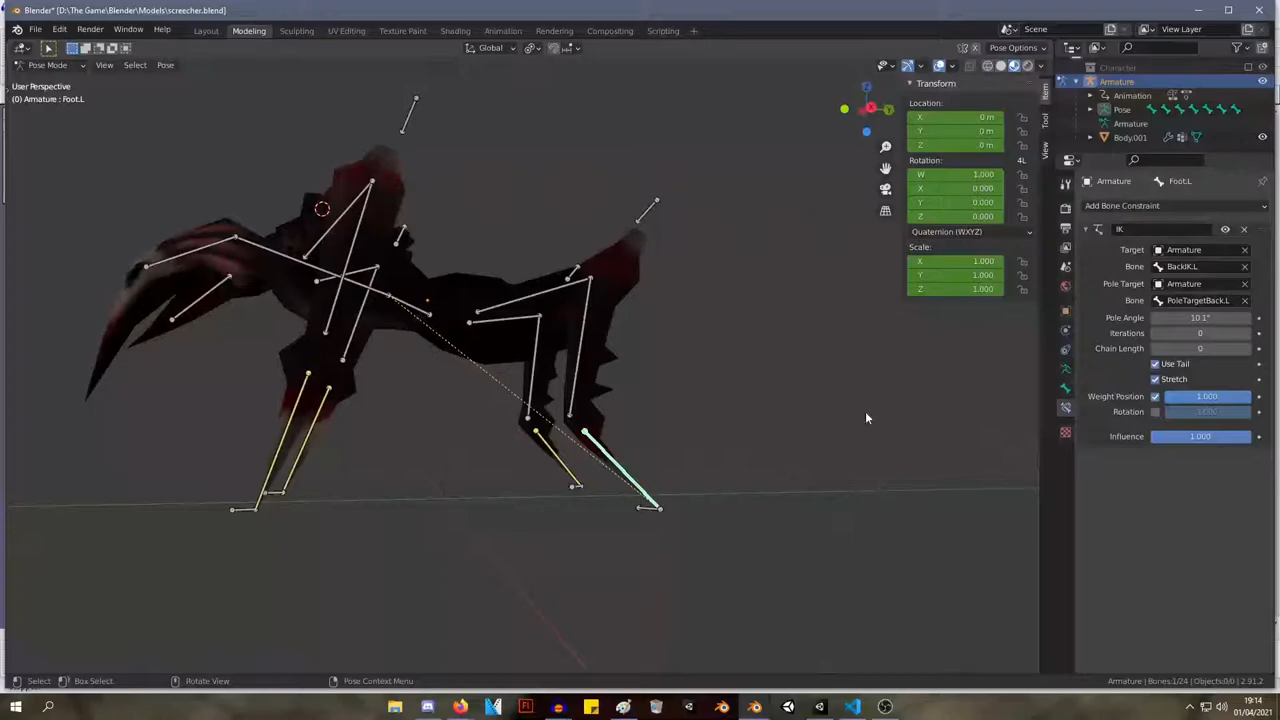 Blender* [D:\The Game\Blender\Models\screecher.blend]
File Edit Render Window Help Layout Modeling Sculpting UV Editing Texture Paint Shading Animation Rendering Compositing Scripting + Scene View Layer
Global Pose Options
Pose Mode View Select Pose
User Perspective
(0) Armature : Foot.L
Transform
Location:
X 0 m
Y 0 m
Z 0 m
Rotation: 4L
W 1.000
X 0.000
Y 0.000
Z 0.000
Quaternion (WXYZ)
Scale:
X 1.000
Y 1.000
Z 1.000
Item
Tool
View
Character
Armature
Animation
Pose
Armature
Body.001
Armature Foot.L
Add Bone Constraint
IK
Target Armature
Bone BackIK.L
Pole Target Armature
Bone PoleTargetBack.L
Pole Angle 10.1°
Iterations 0
Chain Length 0
Use Tail
Stretch
Weight Position 1.000
Rotation
Influence 1.000
Select Box Select Rotate View Pose Context Menu Armature | Bones:1/24 | Objects:0/0 | 2.91.2
19:14
01/04/2021